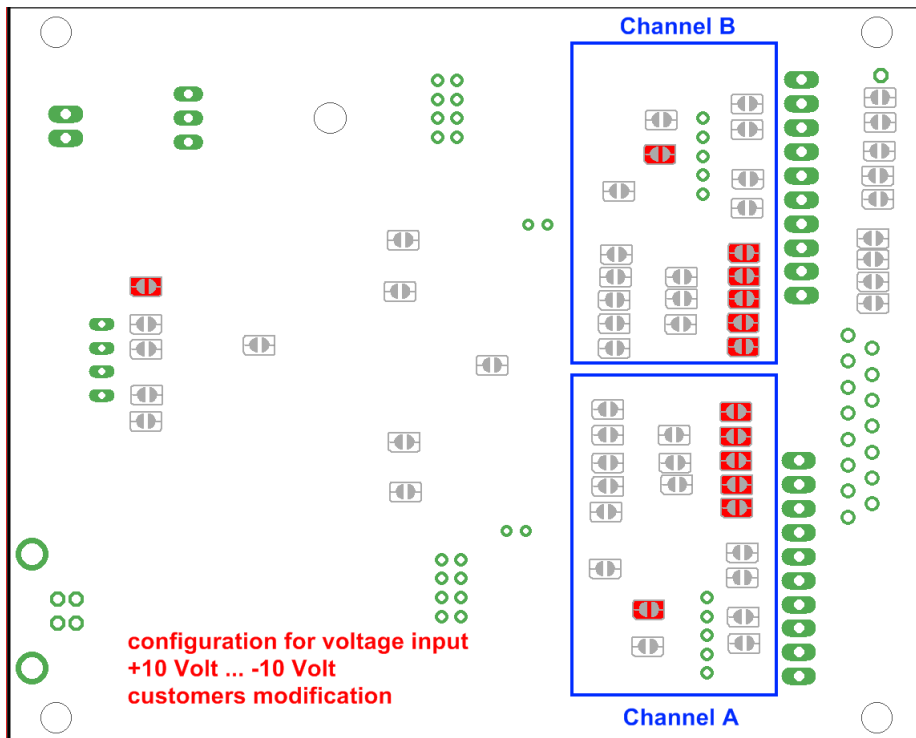 Channel B
configuration for voltage input
+10 Volt ... -10 Volt
customers modification
Channel A